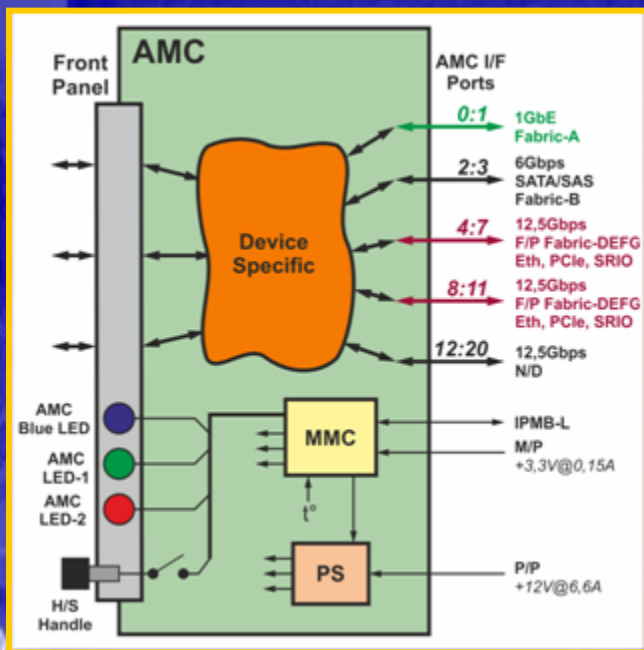 Front
Panel
AMC
AMC I/F
Ports
0:1
1GbE
Fabric-A
2:3
6Gbps
SATA/SAS
Fabric-B
Device
Specific
4:7
12,5Gbps
F/P Fabric-DEFG
Eth, PCIe, SRIO
8:11
12,5Gbps
F/P Fabric-DEFG
Eth, PCIe, SRIO
12:20
12,5Gbps
N/D
AMC
Blue LED
AMC
LED-1
AMC
LED-2
MMC
IPMB-L
M/P
+3,3V@0,15A
t°
PS
P/P
+12V@6,6A
H/S
Handle